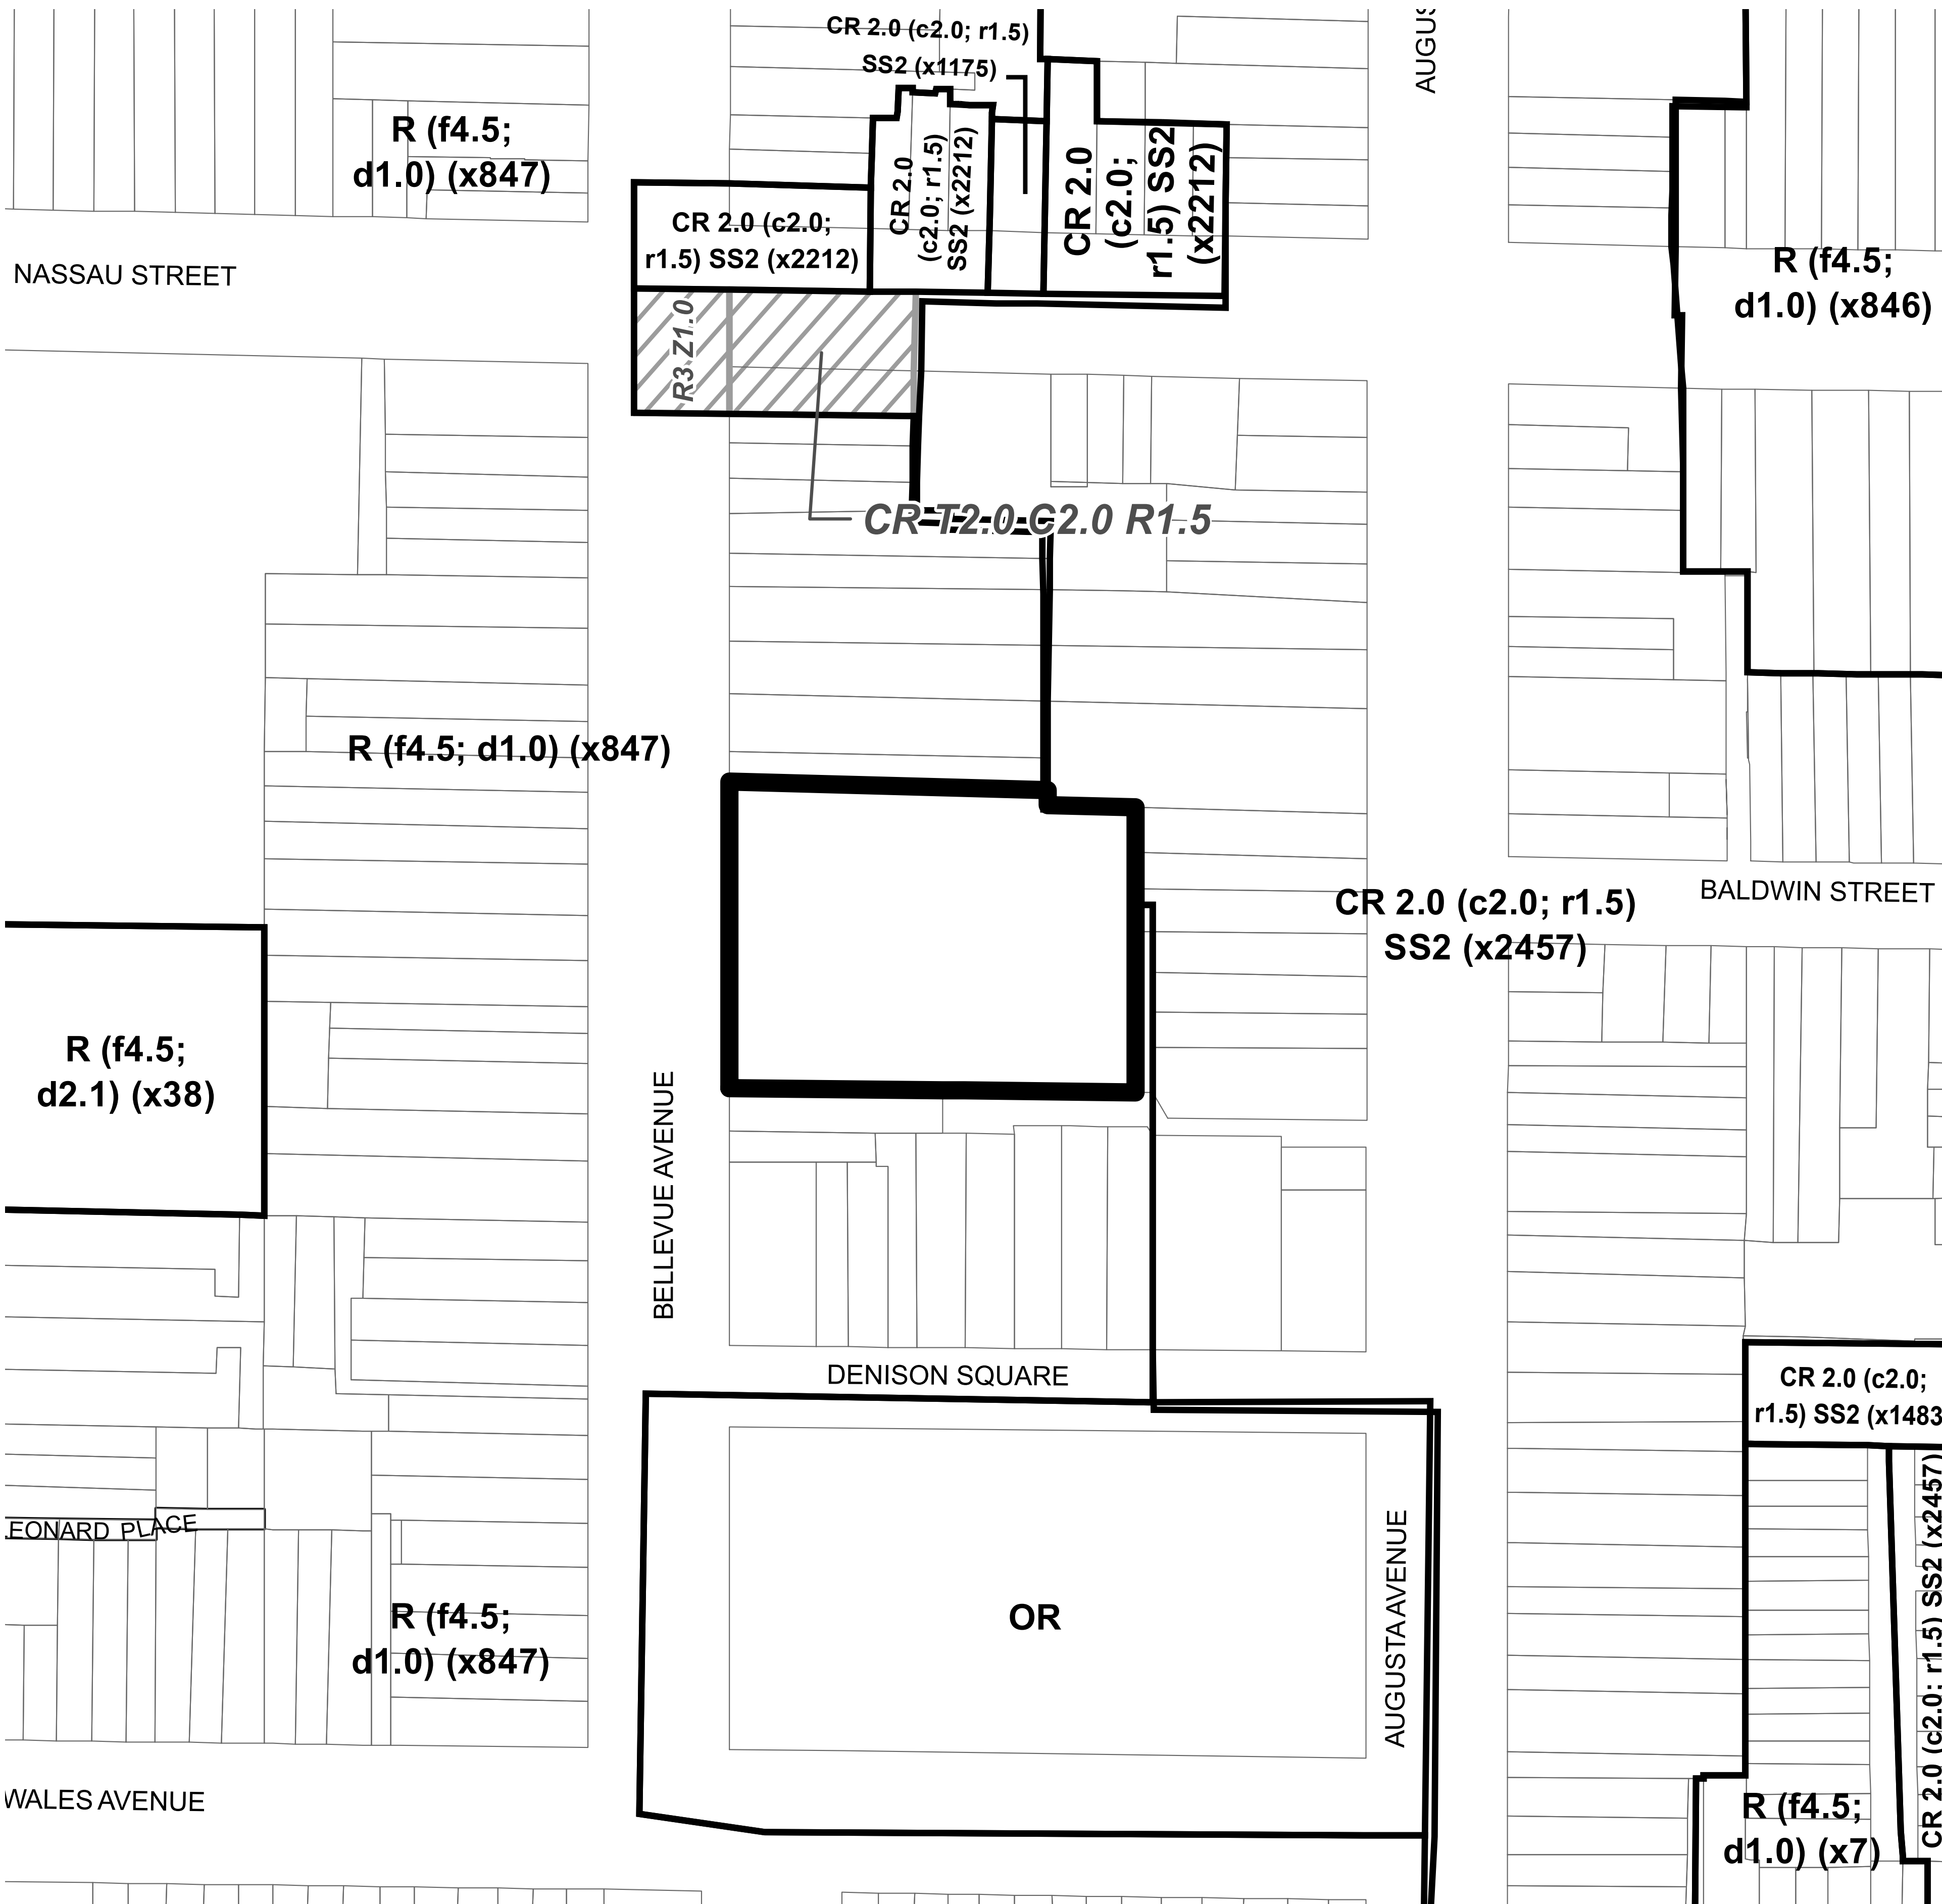 CR 2.0 (c2.0; r1.5)
SS2 (x1175)
R (f4.5;
d1.0) (x847)
CR 2.0 (c2.0;
r1.5) SS2 (x2212)
CR 2.0
(c2.0; r1.5)
SS2 (x2212)
CR 2.0
(c2.0;
r1.5) SS2
(x2212)
AUGUS
NASSAU STREET
R (f4.5;
d1.0) (x846)
R3 Z1.0
CR T2.0 C2.0 R1.5
R (f4.5; d1.0) (x847)
BALDWIN STREET
CR 2.0 (c2.0; r1.5)
SS2 (x2457)
R (f4.5;
d2.1) (x38)
BELLEVUE AVENUE
DENISON SQUARE
CR 2.0 (c2.0;
r1.5) SS2 (x1483
EONARD PLACE
R (f4.5;
d1.0) (x847)
OR
AUGUSTA AVENUE
CR 2.0 (c2.0; r1.5) SS2 (x2457)
WALES AVENUE
R (f4.5;
d1.0) (x7)